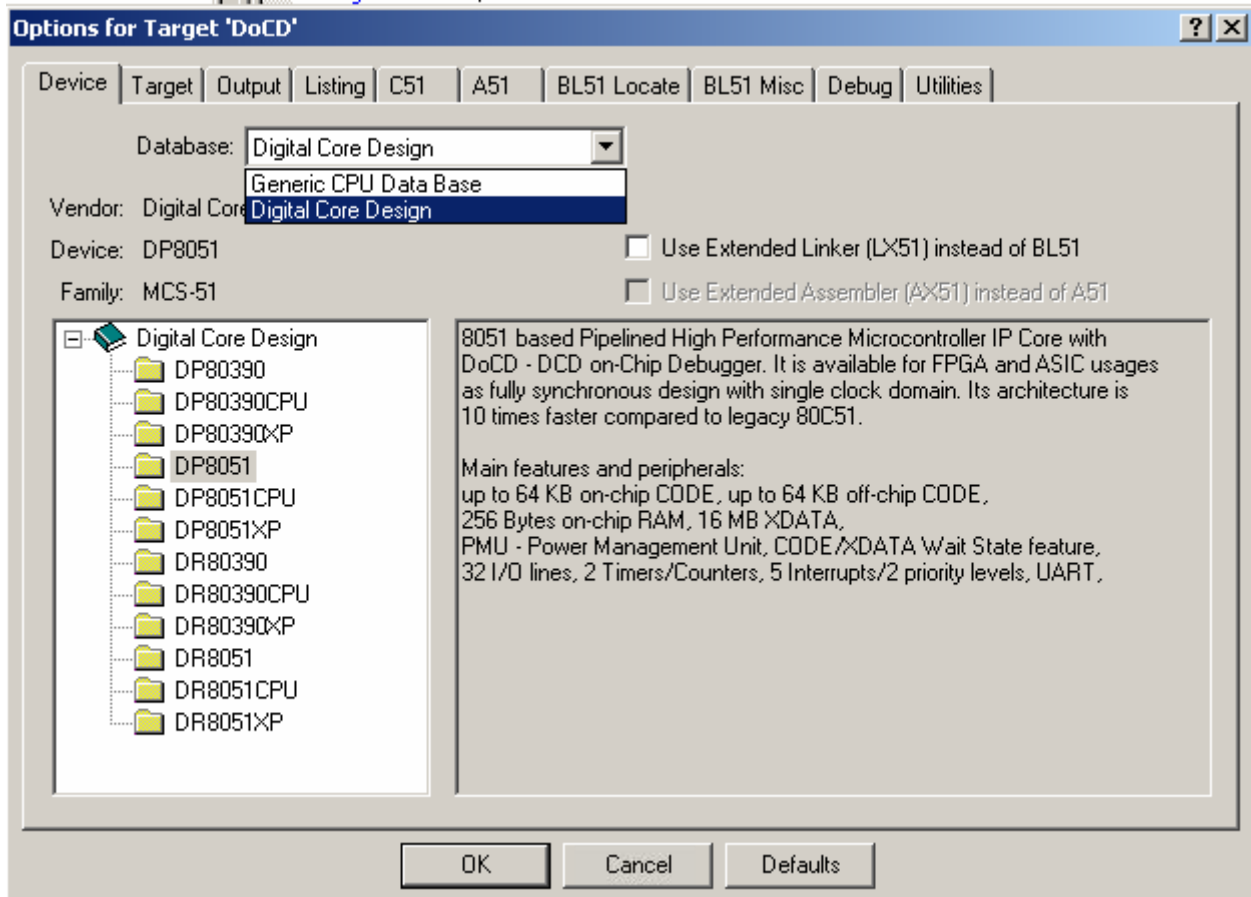 Options for Target 'DoCD'
Device Target Output Listing C51 A51 BL51 Locate BL51 Misc Debug Utilities
Database: Digital Core Design
Generic CPU Data Base
Digital Core Design
Vendor: Digital Core
Device: DP8051
Use Extended Linker (LX51) instead of BL51
Family: MCS-51
Use Extended Assembler (AX51) instead of A51
Digital Core Design
DP80390
DP80390CPU
DP80390XP
DP8051
DP8051CPU
DP8051XP
DR80390
DR80390CPU
DR80390XP
DR8051
DR8051CPU
DR8051XP
8051 based Pipelined High Performance Microcontroller IP Core with
DoCD - DCD on-Chip Debugger. It is available for FPGA and ASIC usages
as fully synchronous design with single clock domain. Its architecture is
10 times faster compared to legacy 80C51.
Main features and peripherals:
up to 64 KB on-chip CODE, up to 64 KB off-chip CODE,
256 Bytes on-chip RAM, 16 MB XDATA,
PMU - Power Management Unit, CODE/XDATA Wait State feature,
32 I/O lines, 2 Timers/Counters, 5 Interrupts/2 priority levels, UART,
OK Cancel Defaults